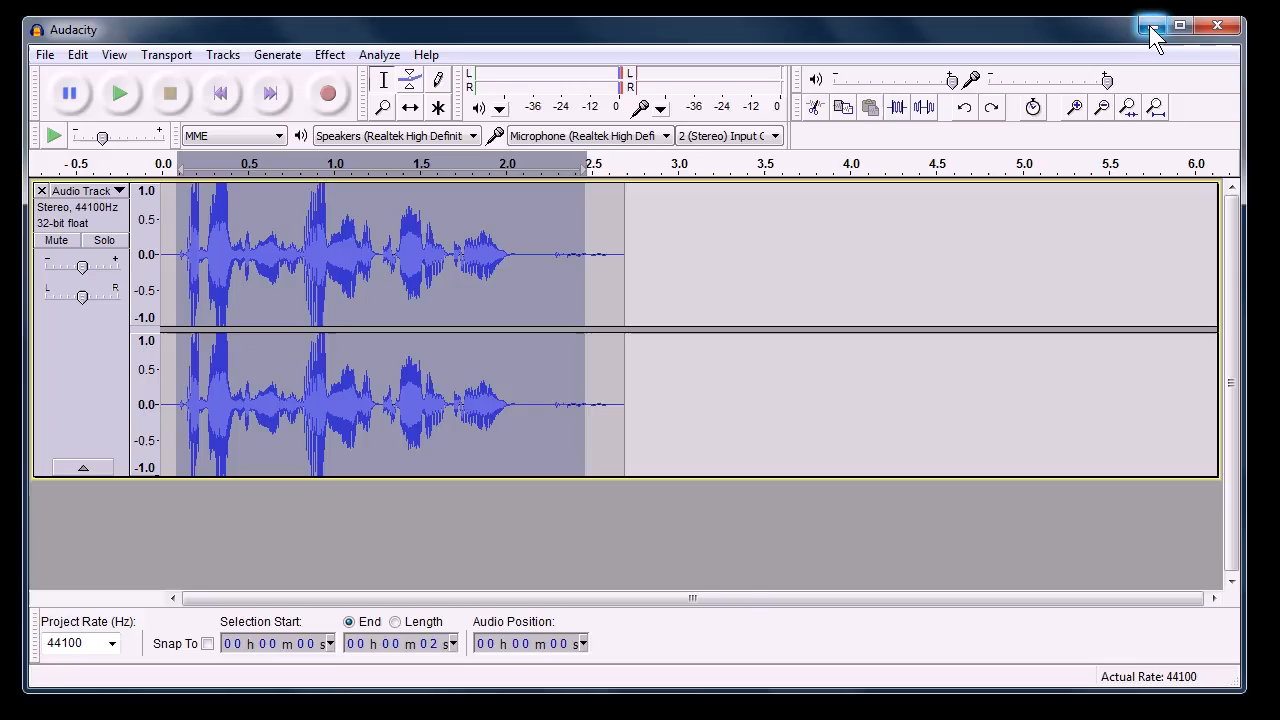 Audacity
File Edit View Transport Tracks Generate Effect Analyze Help
L L
R R
-36 -24 -12 0 -36 -24 -12 0
MME Speakers (Realtek High Definit Microphone (Realtek High Defi 2 (Stereo) Input C
-0.5 0.0 0.5 1.0 1.5 2.0 2.5 3.0 3.5 4.0 4.5 5.0 5.5 6.0
Audio Track
Stereo, 44100Hz
32-bit float
Mute Solo
- +
L R
1.0
0.5
0.0
-0.5
-1.0
1.0
0.5
0.0
-0.5
-1.0
Project Rate (Hz): Selection Start: End Length Audio Position:
44100 Snap To 00 h 00 m 00 s 00 h 00 m 02 s 00 h 00 m 00 s
Actual Rate: 44100